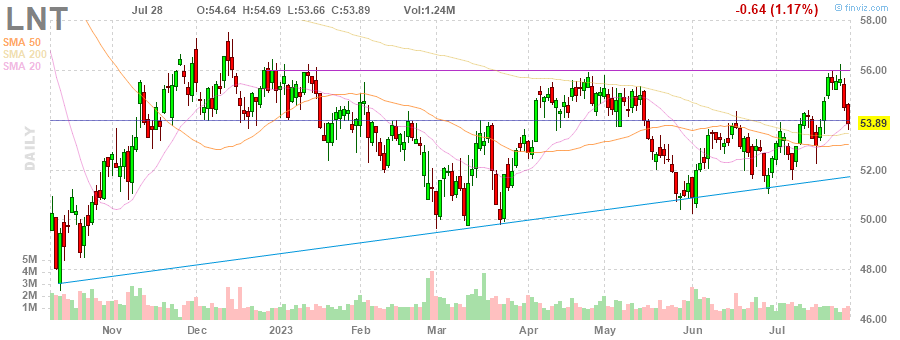 LNT
Jul 28 O:54.64 H:54.69 L:53.66 C:53.89 Vol:1.24M
-0.64 (1.17%)
© finviz.com
SMA 50
SMA 200
SMA 20
DAILY
58.00
56.00
53.89
52.00
50.00
48.00
46.00
5M
4M
3M
2M
1M
Nov Dec 2023 Feb Mar Apr May Jun Jul